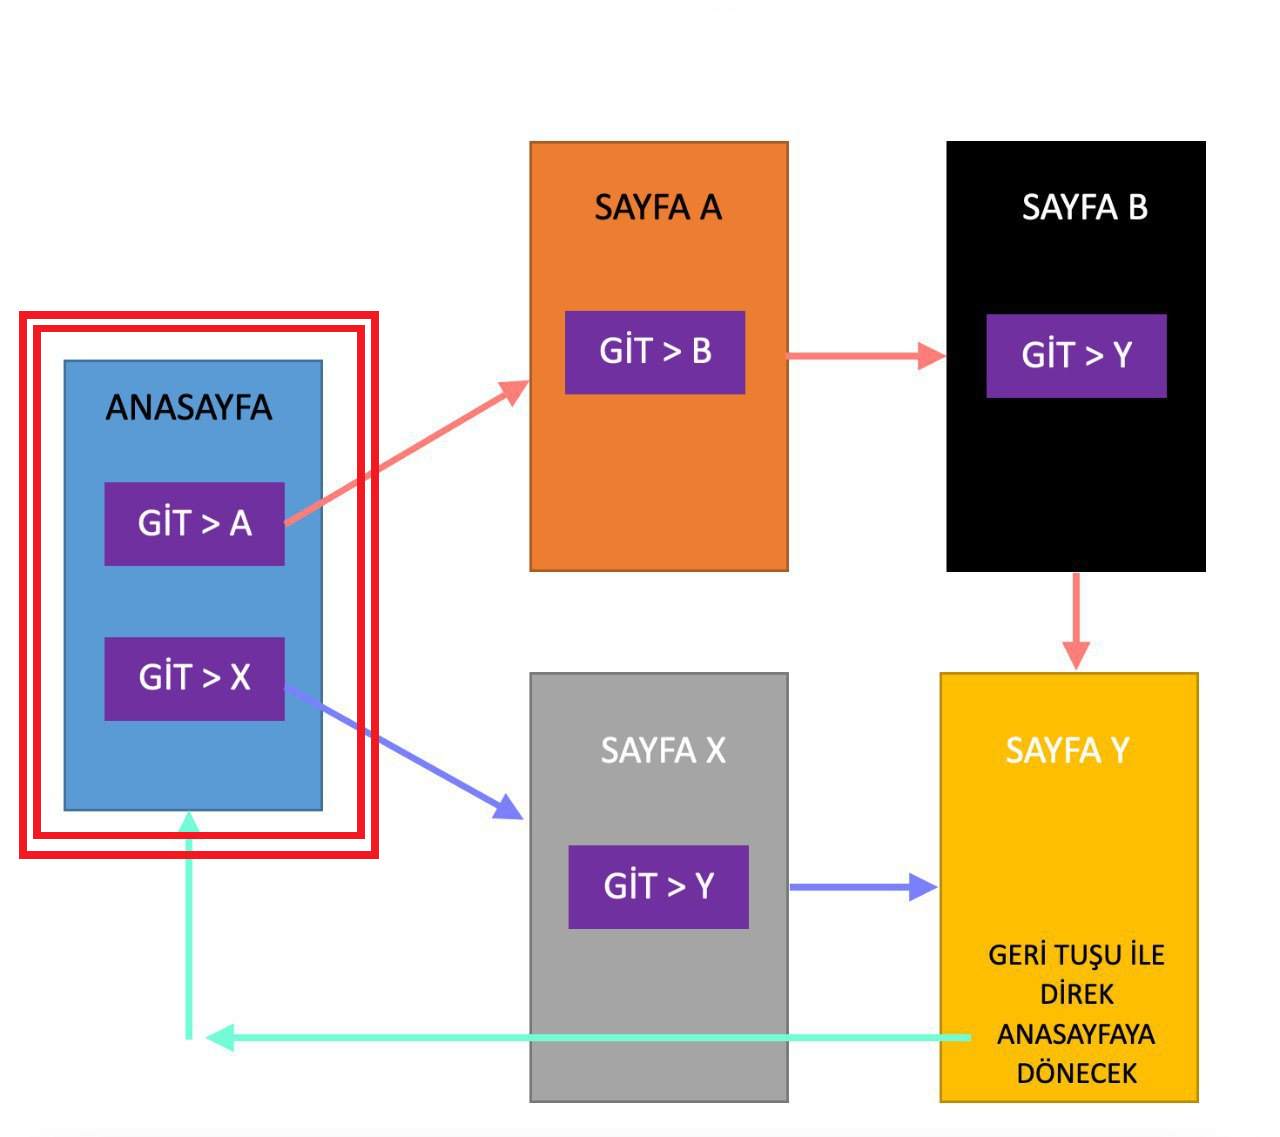 ANASAYFA
GİT > A
GİT > X
SAYFA A
GİT > B
SAYFA B
GİT > Y
SAYFA X
GİT > Y
SAYFA Y
GERİ TUŞU İLE
DİREK
ANASAYFAYA
DÖNECEK